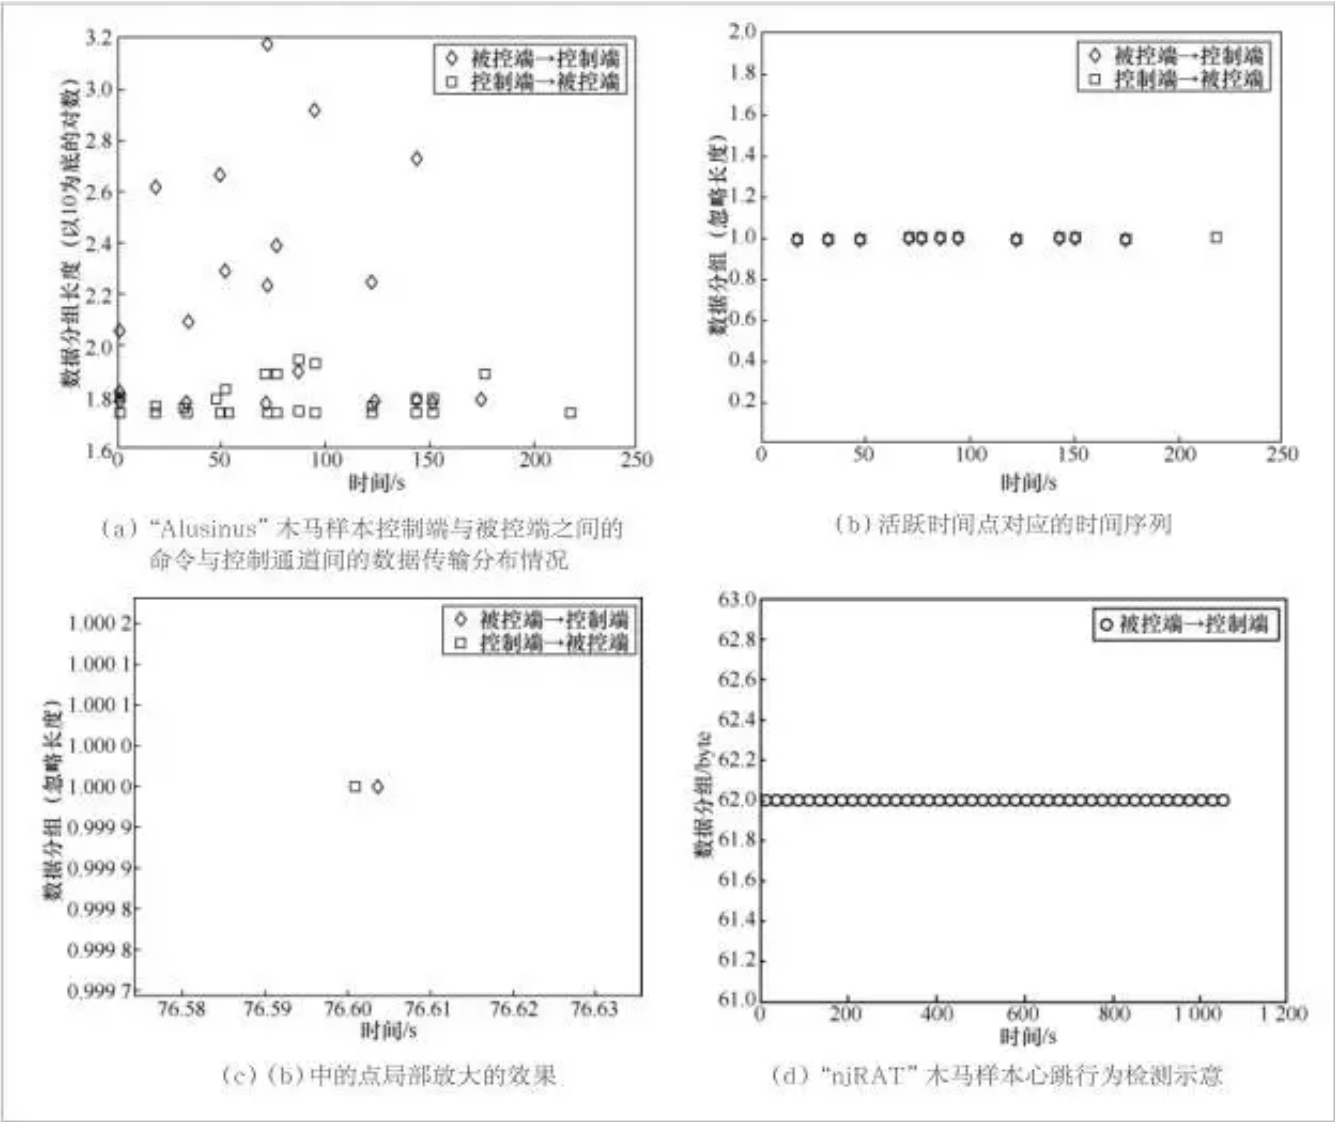 3.2
3.0
2.8
2.6
2.4
2.2
2.0
1.8
1.6
数据分组长度（以10为底的对数）
被控端→控制端
控制端→被控端
0 50 100 150 200 250
时间/s
(a) “Alusinus” 木马样本控制端与被控端之间的
命令与控制通道间的数据传输分布情况
2.0
1.8
1.6
1.4
1.2
1.0
0.8
0.6
0.4
0.2
数据分组（忽略长度）
被控端→控制端
控制端→被控端
0 50 100 150 200 250
时间/s
(b) 活跃时间点对应的时间序列
1.000 2
1.000 1
1.000 1
1.000 0
1.000 0
0.999 9
0.999 9
0.999 8
0.999 8
0.999 7
数据分组（忽略长度）
被控端→控制端
控制端→被控端
76.58 76.59 76.60 76.61 76.62 76.63
时间/s
(c) (b) 中的点局部放大的效果
63.0
62.8
62.6
62.4
62.2
62.0
61.8
61.6
61.4
61.2
61.0
数据分组/byte
被控端→控制端
0 200 400 600 800 1 000 1 200
时间/s
(d) “njRAT” 木马样本心跳行为检测示意